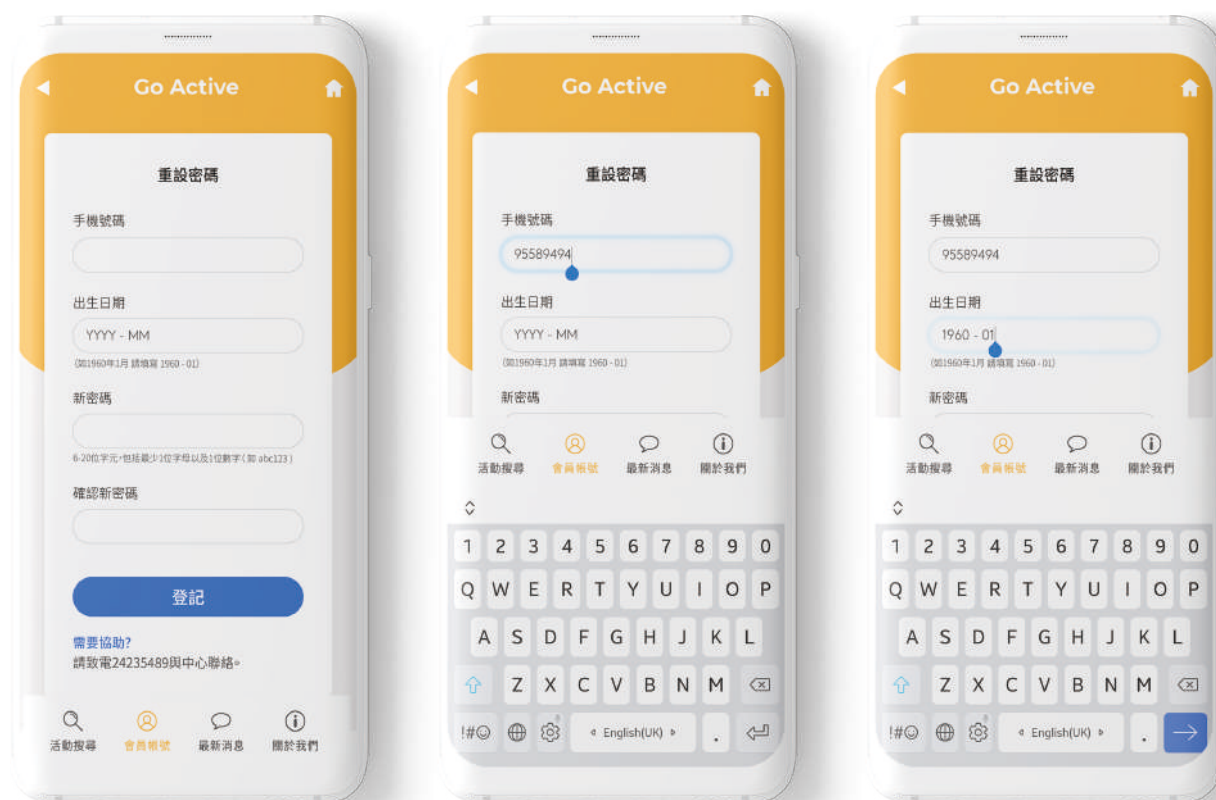 Go Active
重設密碼
手機號碼
出生日期
YYYY - MM
(如1960年1月 請填寫 1960 - 01)
新密碼
6-20位字元，包括最少1位字母以及1位數字 ( 如 abc123 )
確認新密碼
登記
需要協助?
請致電24235489與中心聯絡。
活動搜尋 會員帳號 最新消息 關於我們
Go Active
重設密碼
手機號碼
95589494
出生日期
YYYY - MM
(如1960年1月 請填寫 1960 - 01)
新密碼
活動搜尋 會員帳號 最新消息 關於我們
1 2 3 4 5 6 7 8 9 0
Q W E R T Y U I O P
A S D F G H J K L
Z X C V B N M
!#☺ English(UK) .
Go Active
重設密碼
手機號碼
95589494
出生日期
1960 - 01
(如1960年1月 請填寫 1960 - 01)
新密碼
活動搜尋 會員帳號 最新消息 關於我們
1 2 3 4 5 6 7 8 9 0
Q W E R T Y U I O P
A S D F G H J K L
Z X C V B N M
!#☺ English(UK) .